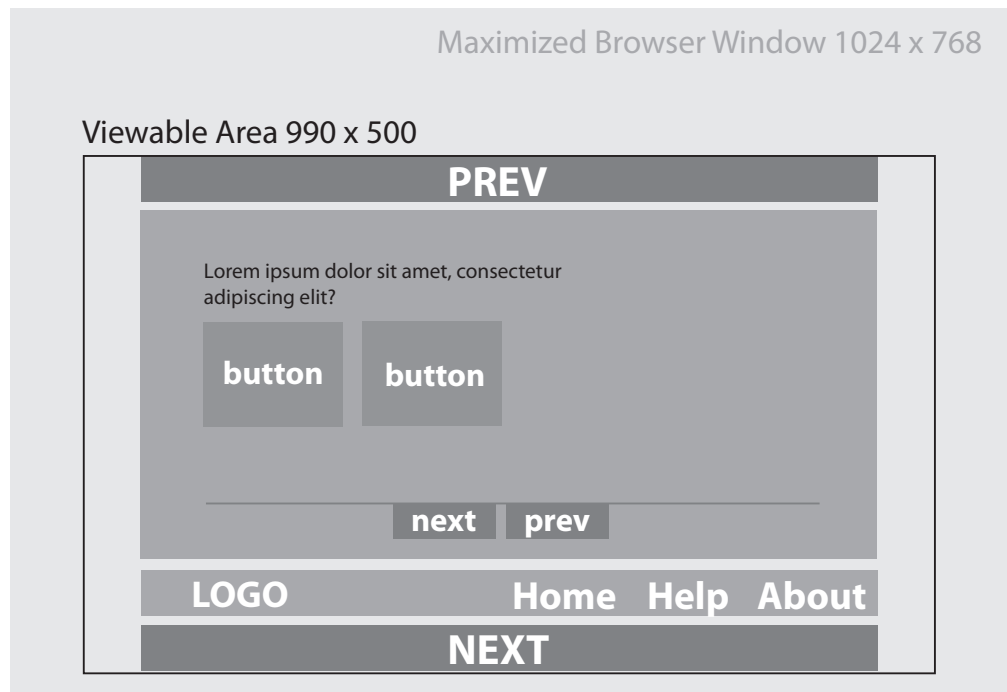 Maximized Browser Window 1024 x 768
Viewable Area 990 x 500
PREV
Lorem ipsum dolor sit amet, consectetur
adipiscing elit?
button button
next prev
LOGO Home Help About
NEXT